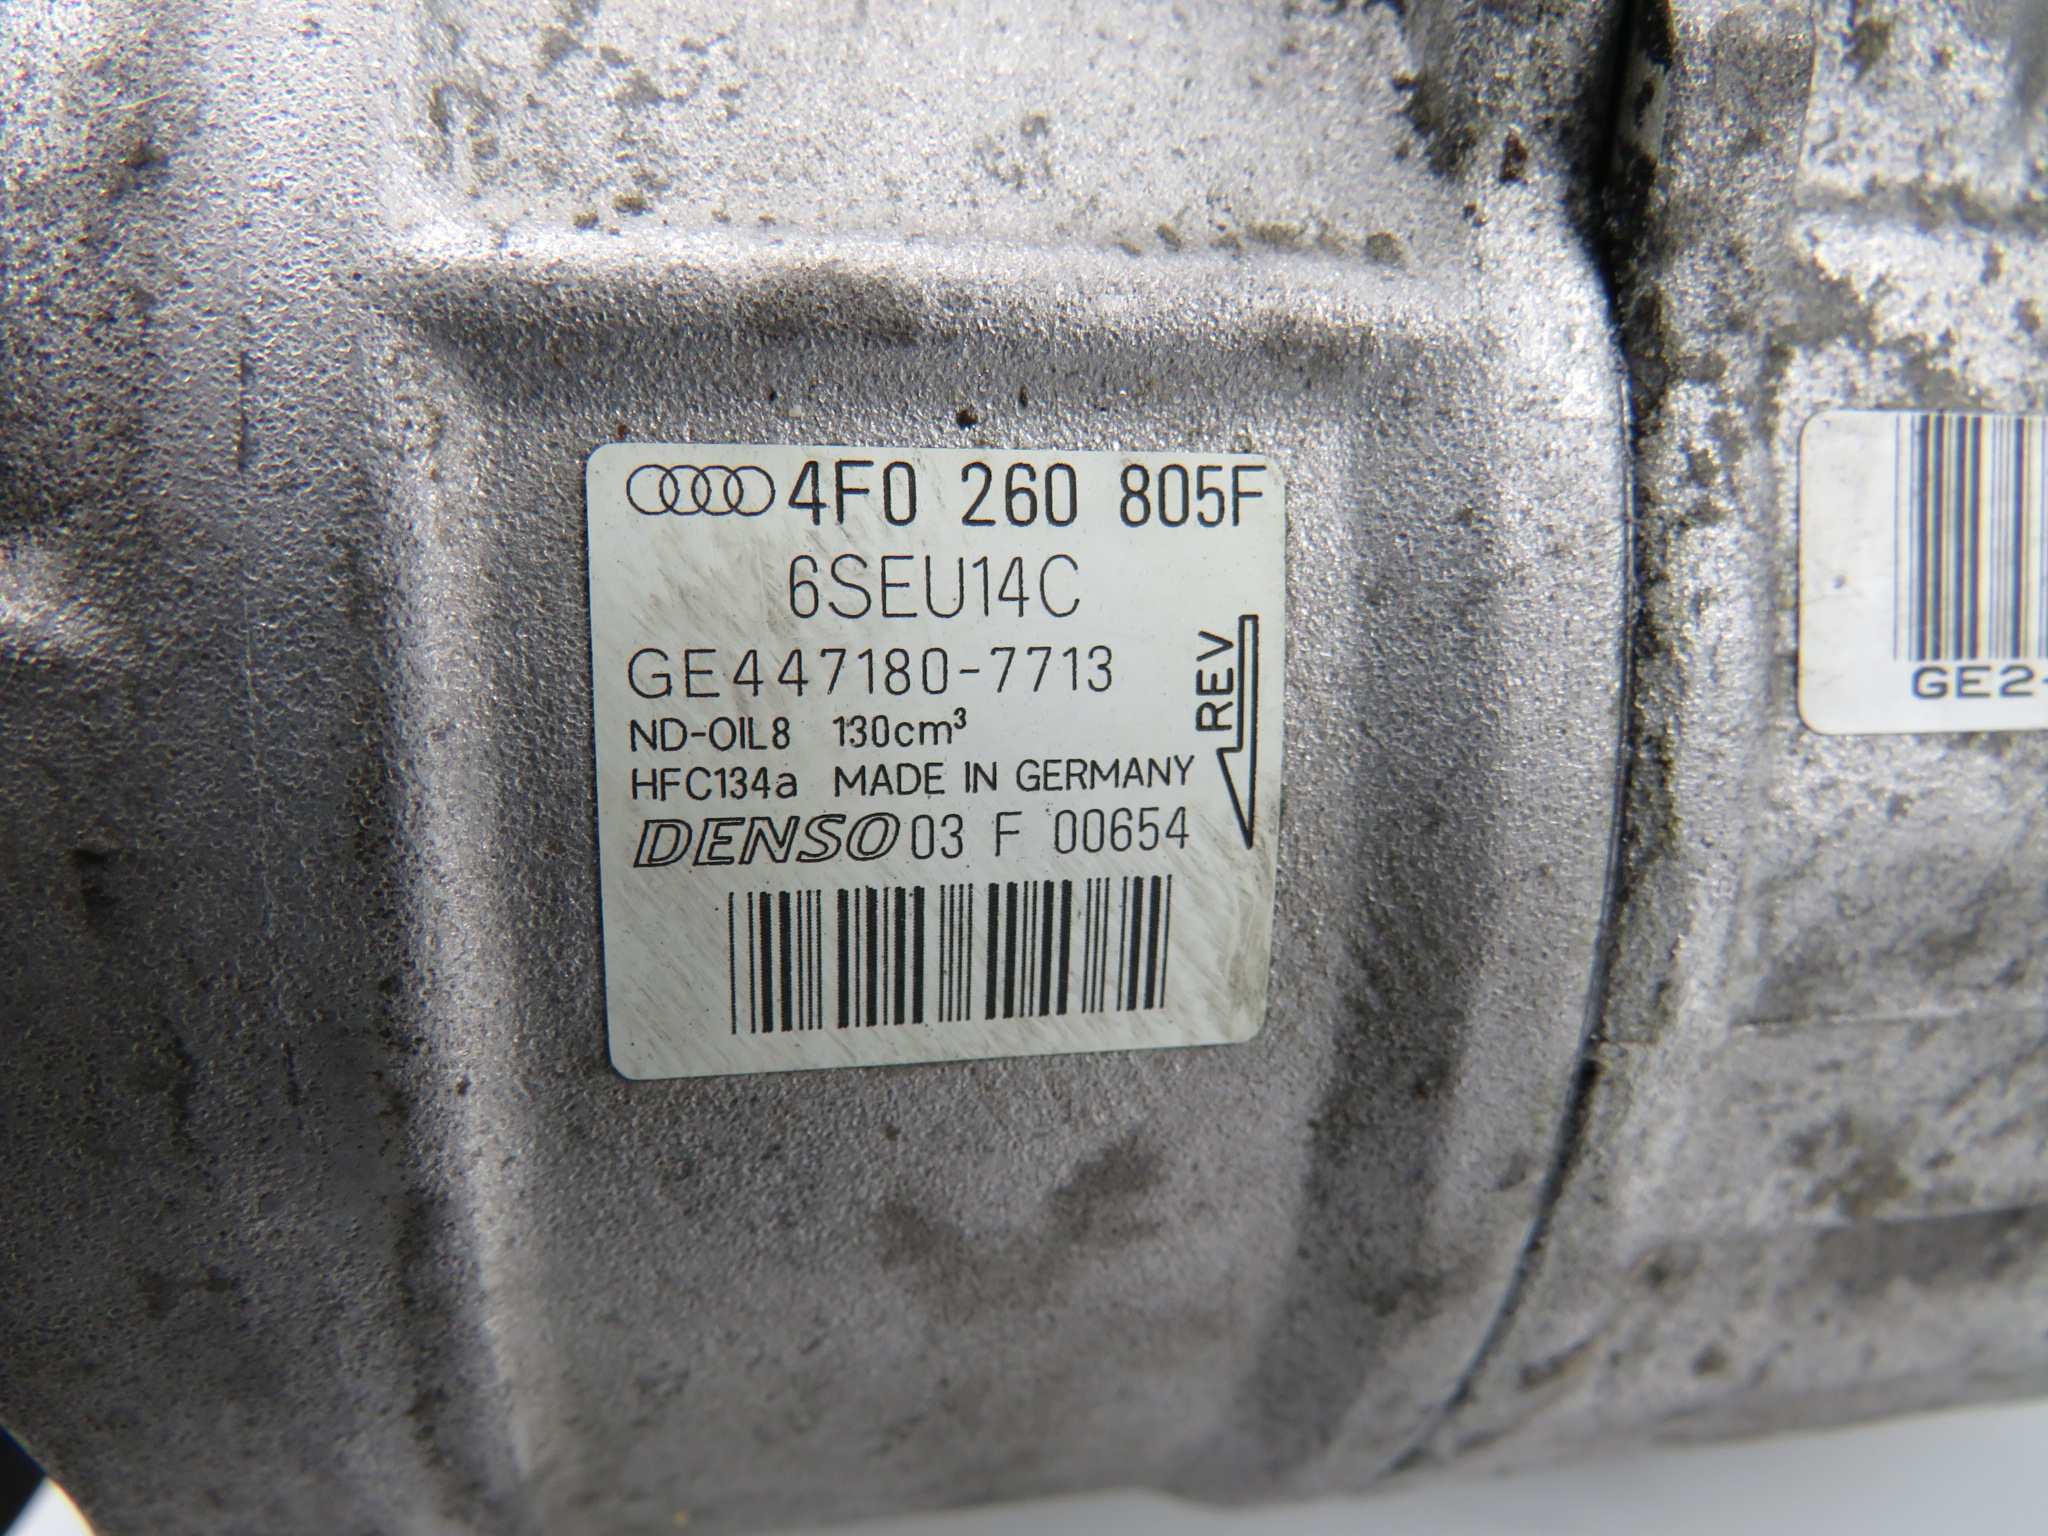 4F0 260 805F
6SEU14C
GE447180-7713
ND-OIL8 130cm³
HFC134a MADE IN GERMANY
DENSO 03 F 00654
REV
GE2-